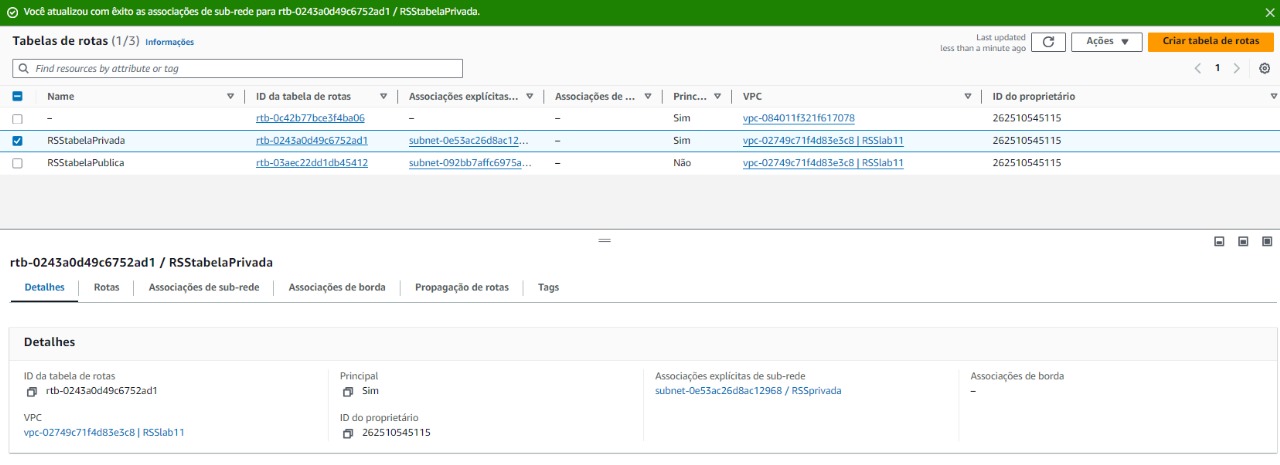 Você atualizou com êxito as associações de sub-rede para rtb-0243a0d49c6752ad1 / RSStabelaPrivada.
Tabelas de rotas (1/3) Informações
Last updated
less than a minute ago
Ações
Criar tabela de rotas
Find resources by attribute or tag
1
Name ID da tabela de rotas Associações explícitas... Associações de ... Princ... VPC ID do proprietário
– rtb-0c42b77bce3f4ba06 – – Sim vpc-084011f321f617078 262510545115
RSStabelaPrivada rtb-0243a0d49c6752ad1 subnet-0e53ac26d8ac12... – Sim vpc-02749c71f4d83e3c8 | RSSlab11 262510545115
RSStabelaPublica rtb-03aec22dd1db45412 subnet-092bb7affc6975a... – Não vpc-02749c71f4d83e3c8 | RSSlab11 262510545115
rtb-0243a0d49c6752ad1 / RSStabelaPrivada
Detalhes Rotas Associações de sub-rede Associações de borda Propagação de rotas Tags
Detalhes
ID da tabela de rotas
rtb-0243a0d49c6752ad1
Principal
Sim
Associações explícitas de sub-rede
subnet-0e53ac26d8ac12968 / RSSprivada
Associações de borda
–
VPC
vpc-02749c71f4d83e3c8 | RSSlab11
ID do proprietário
262510545115